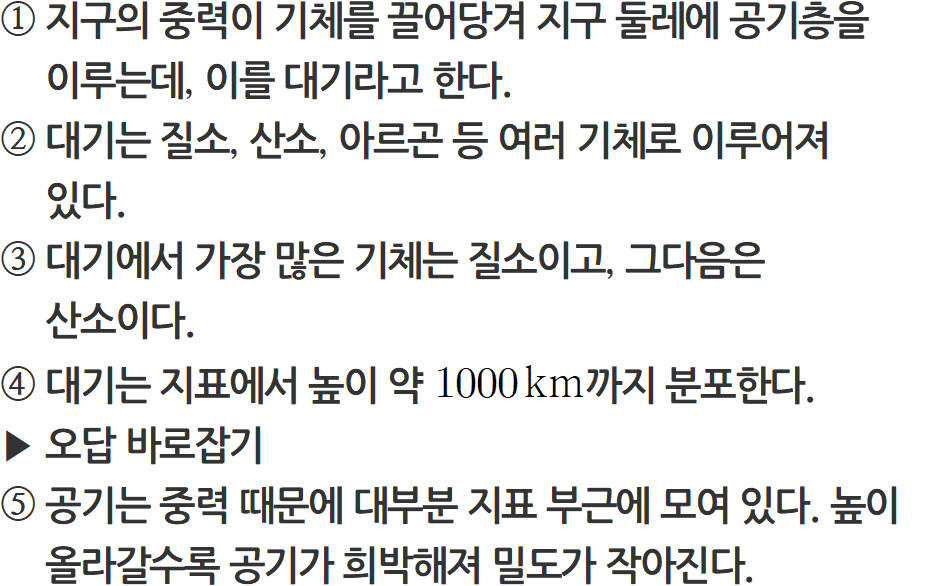 ① 지구의 중력이 기체를 끌어당겨 지구 둘레에 공기층을
이루는데, 이를 대기라고 한다.
② 대기는 질소, 산소, 아르곤 등 여러 기체로 이루어져
있다.
③ 대기에서 가장 많은 기체는 질소이고, 그다음은
산소이다.
④ 대기는 지표에서 높이 약 1000 km까지 분포한다.
▶ 오답 바로잡기
⑤ 공기는 중력 때문에 대부분 지표 부근에 모여 있다. 높이
올라갈수록 공기가 희박해져 밀도가 작아진다.